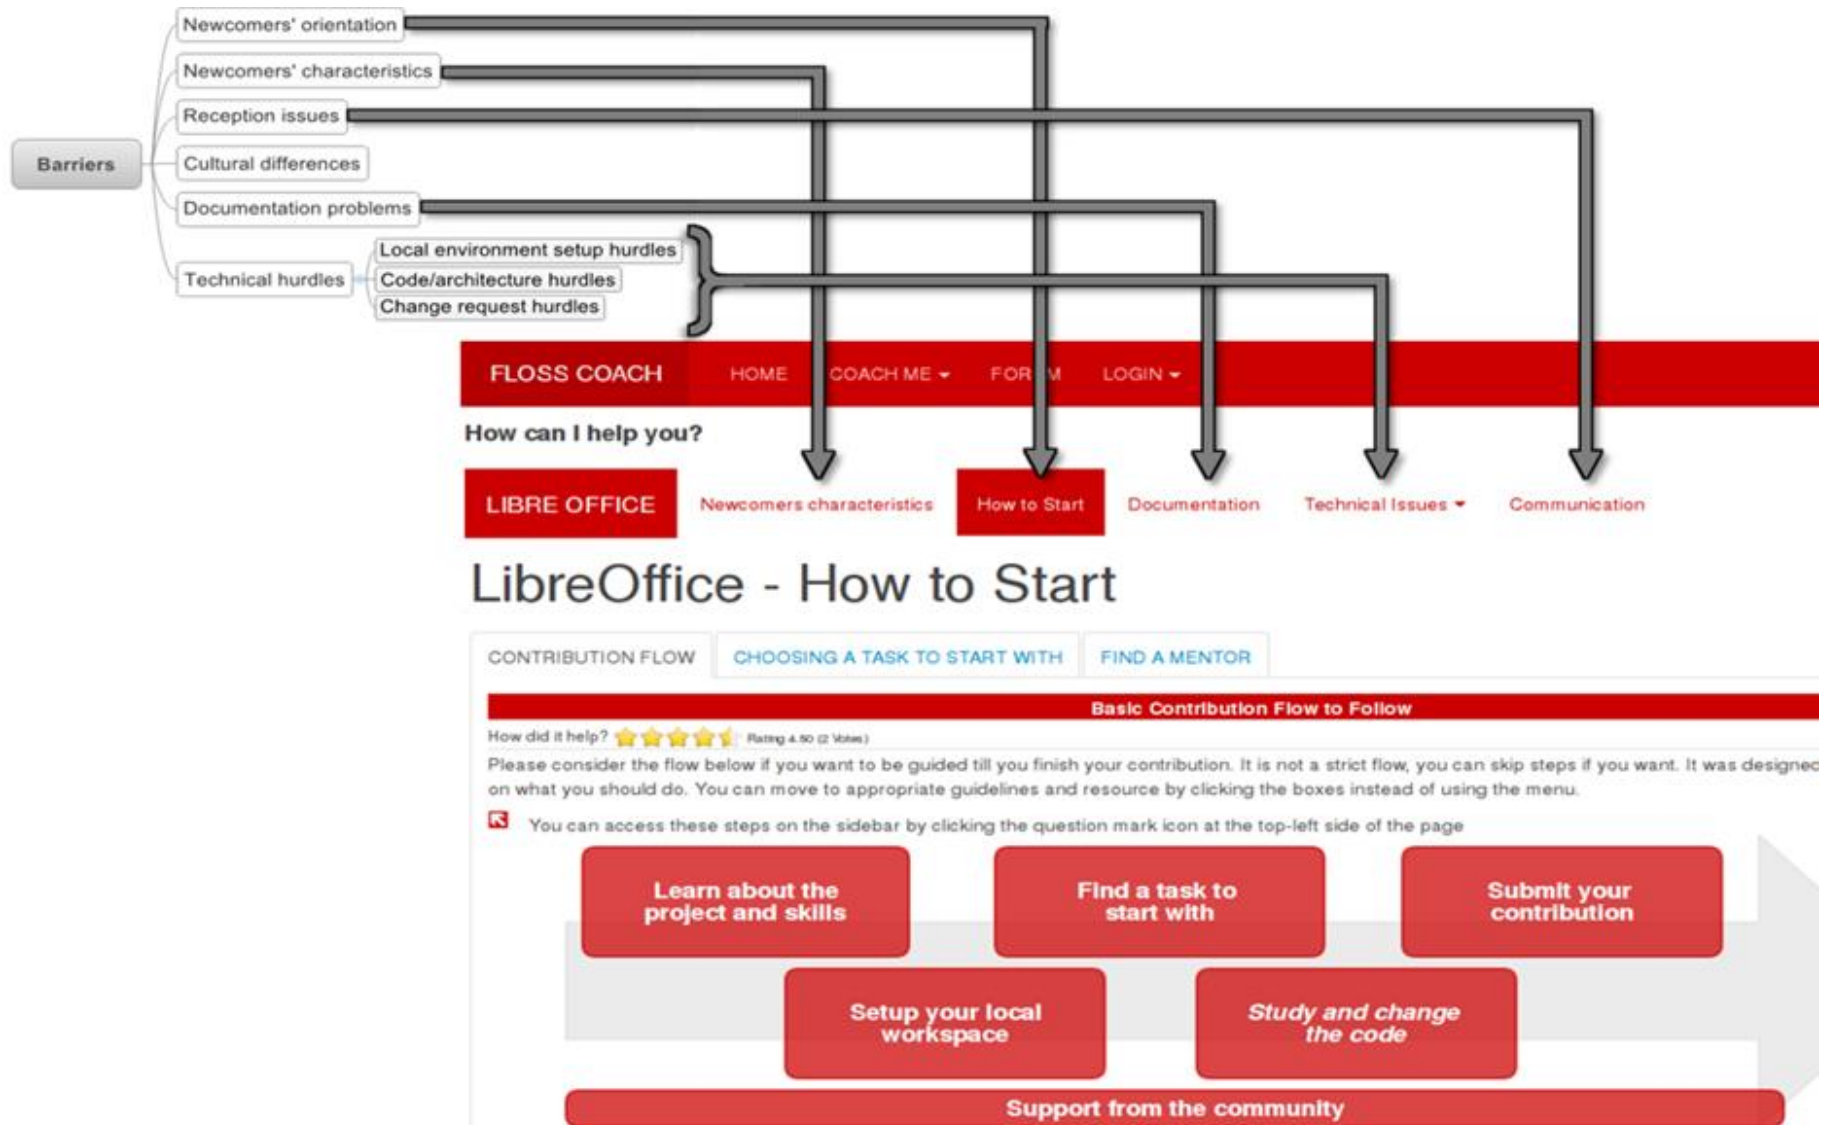 Newcomers' orientation
Newcomers' characteristics
Reception issues
Barriers
Cultural differences
Documentation problems
Local environment setup hurdles
Technical hurdles
Code/architecture hurdles
Change request hurdles
FLOSS COACH HOME COACH ME FOR M LOGIN
How can I help you?
LIBRE OFFICE Newcomers characteristics How to Start Documentation Technical Issues Communication
LibreOffice - How to Start
CONTRIBUTION FLOW CHOOSING A TASK TO START WITH FIND A MENTOR
Basic Contribution Flow to Follow
How did it help? Rating 4.50 (2 Votes)
Please consider the flow below if you want to be guided till you finish your contribution. It is not a strict flow, you can skip steps if you want. It was designed
on what you should do. You can move to appropriate guidelines and resource by clicking the boxes instead of using the menu.
You can access these steps on the sidebar by clicking the question mark icon at the top-left side of the page
Learn about the
project and skills
Find a task to
start with
Submit your
contribution
Setup your local
workspace
Study and change
the code
Support from the community